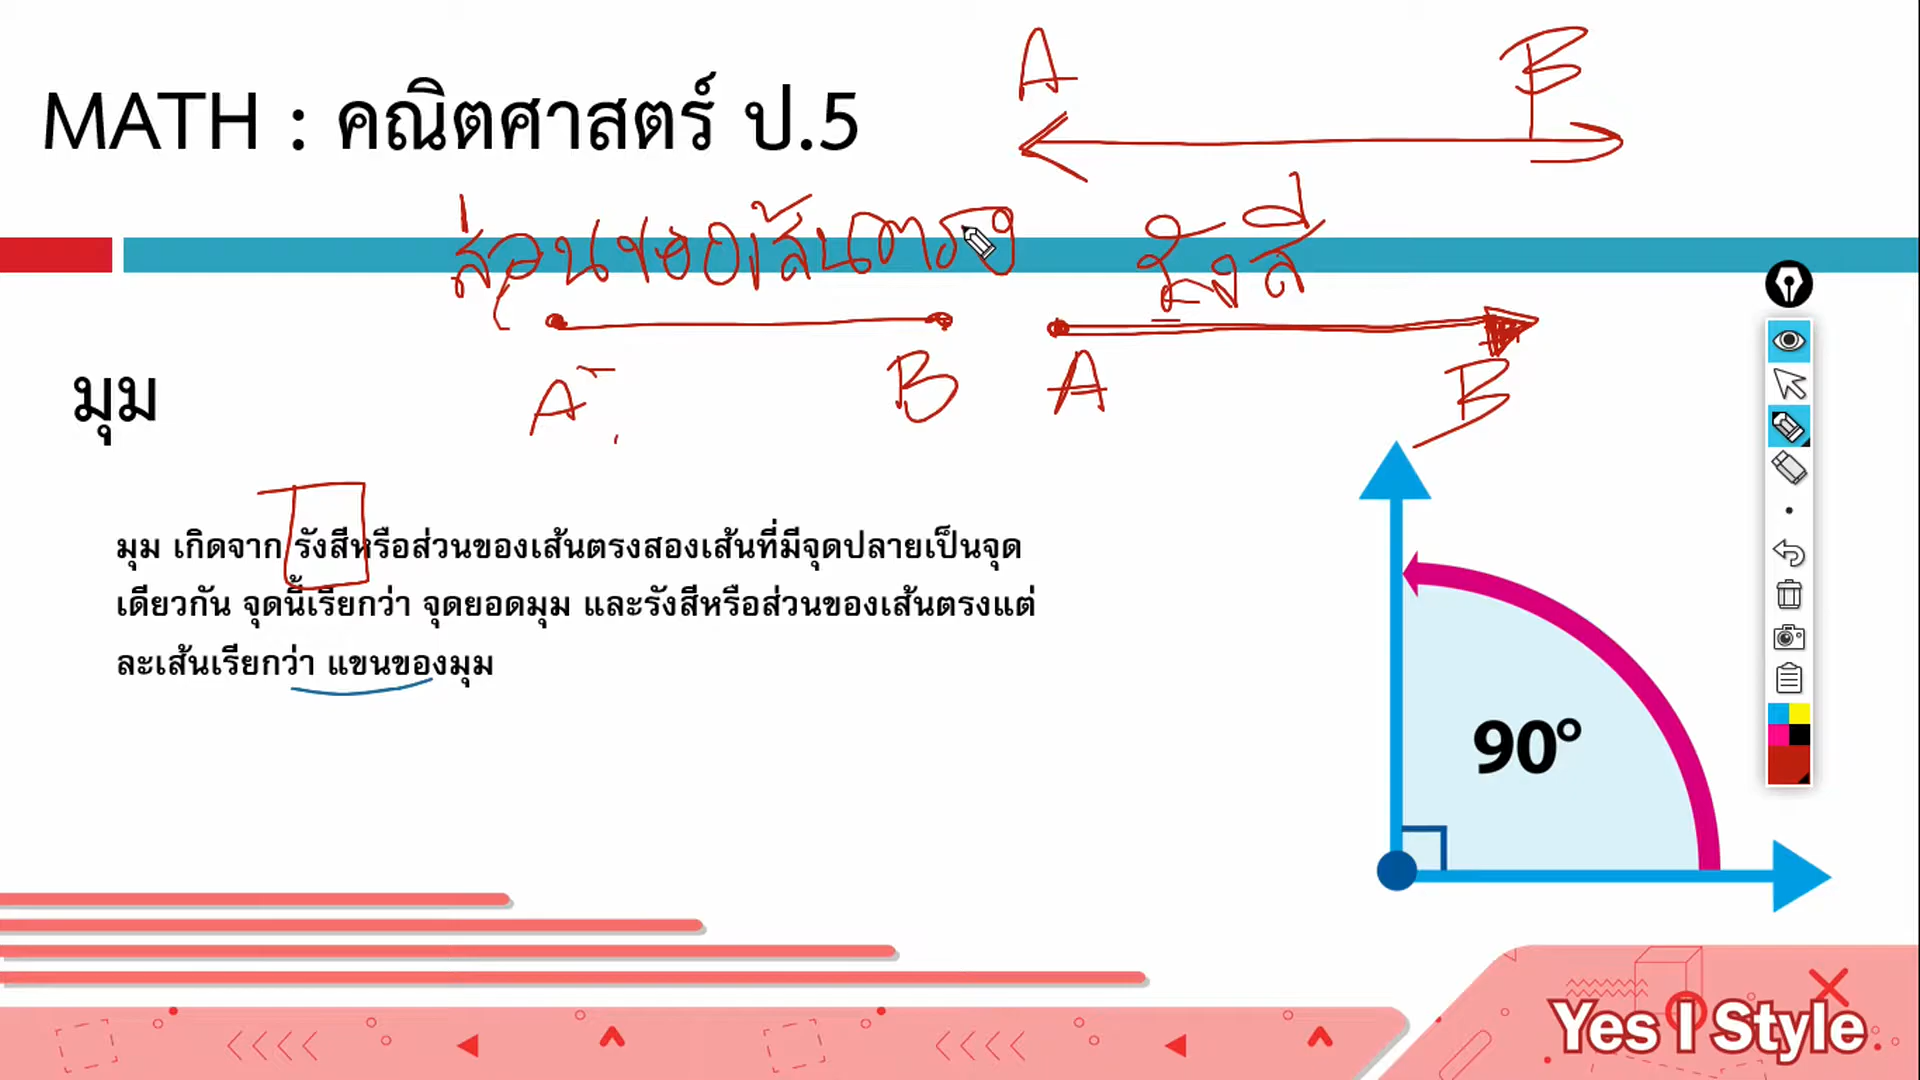 A B
MATH : คณิตศาสตร์ ป.5
ส่วนของเส้นตรง รังสี
A B A B
มุม
มุม เกิดจาก รังสีหรือส่วนของเส้นตรงสองเส้นที่มีจุดปลายเป็นจุด
เดียวกัน จุดนี้เรียกว่า จุดยอดมุม และรังสีหรือส่วนของเส้นตรงแต่
ละเส้นเรียกว่า แขนของมุม
90°
Yes I Style